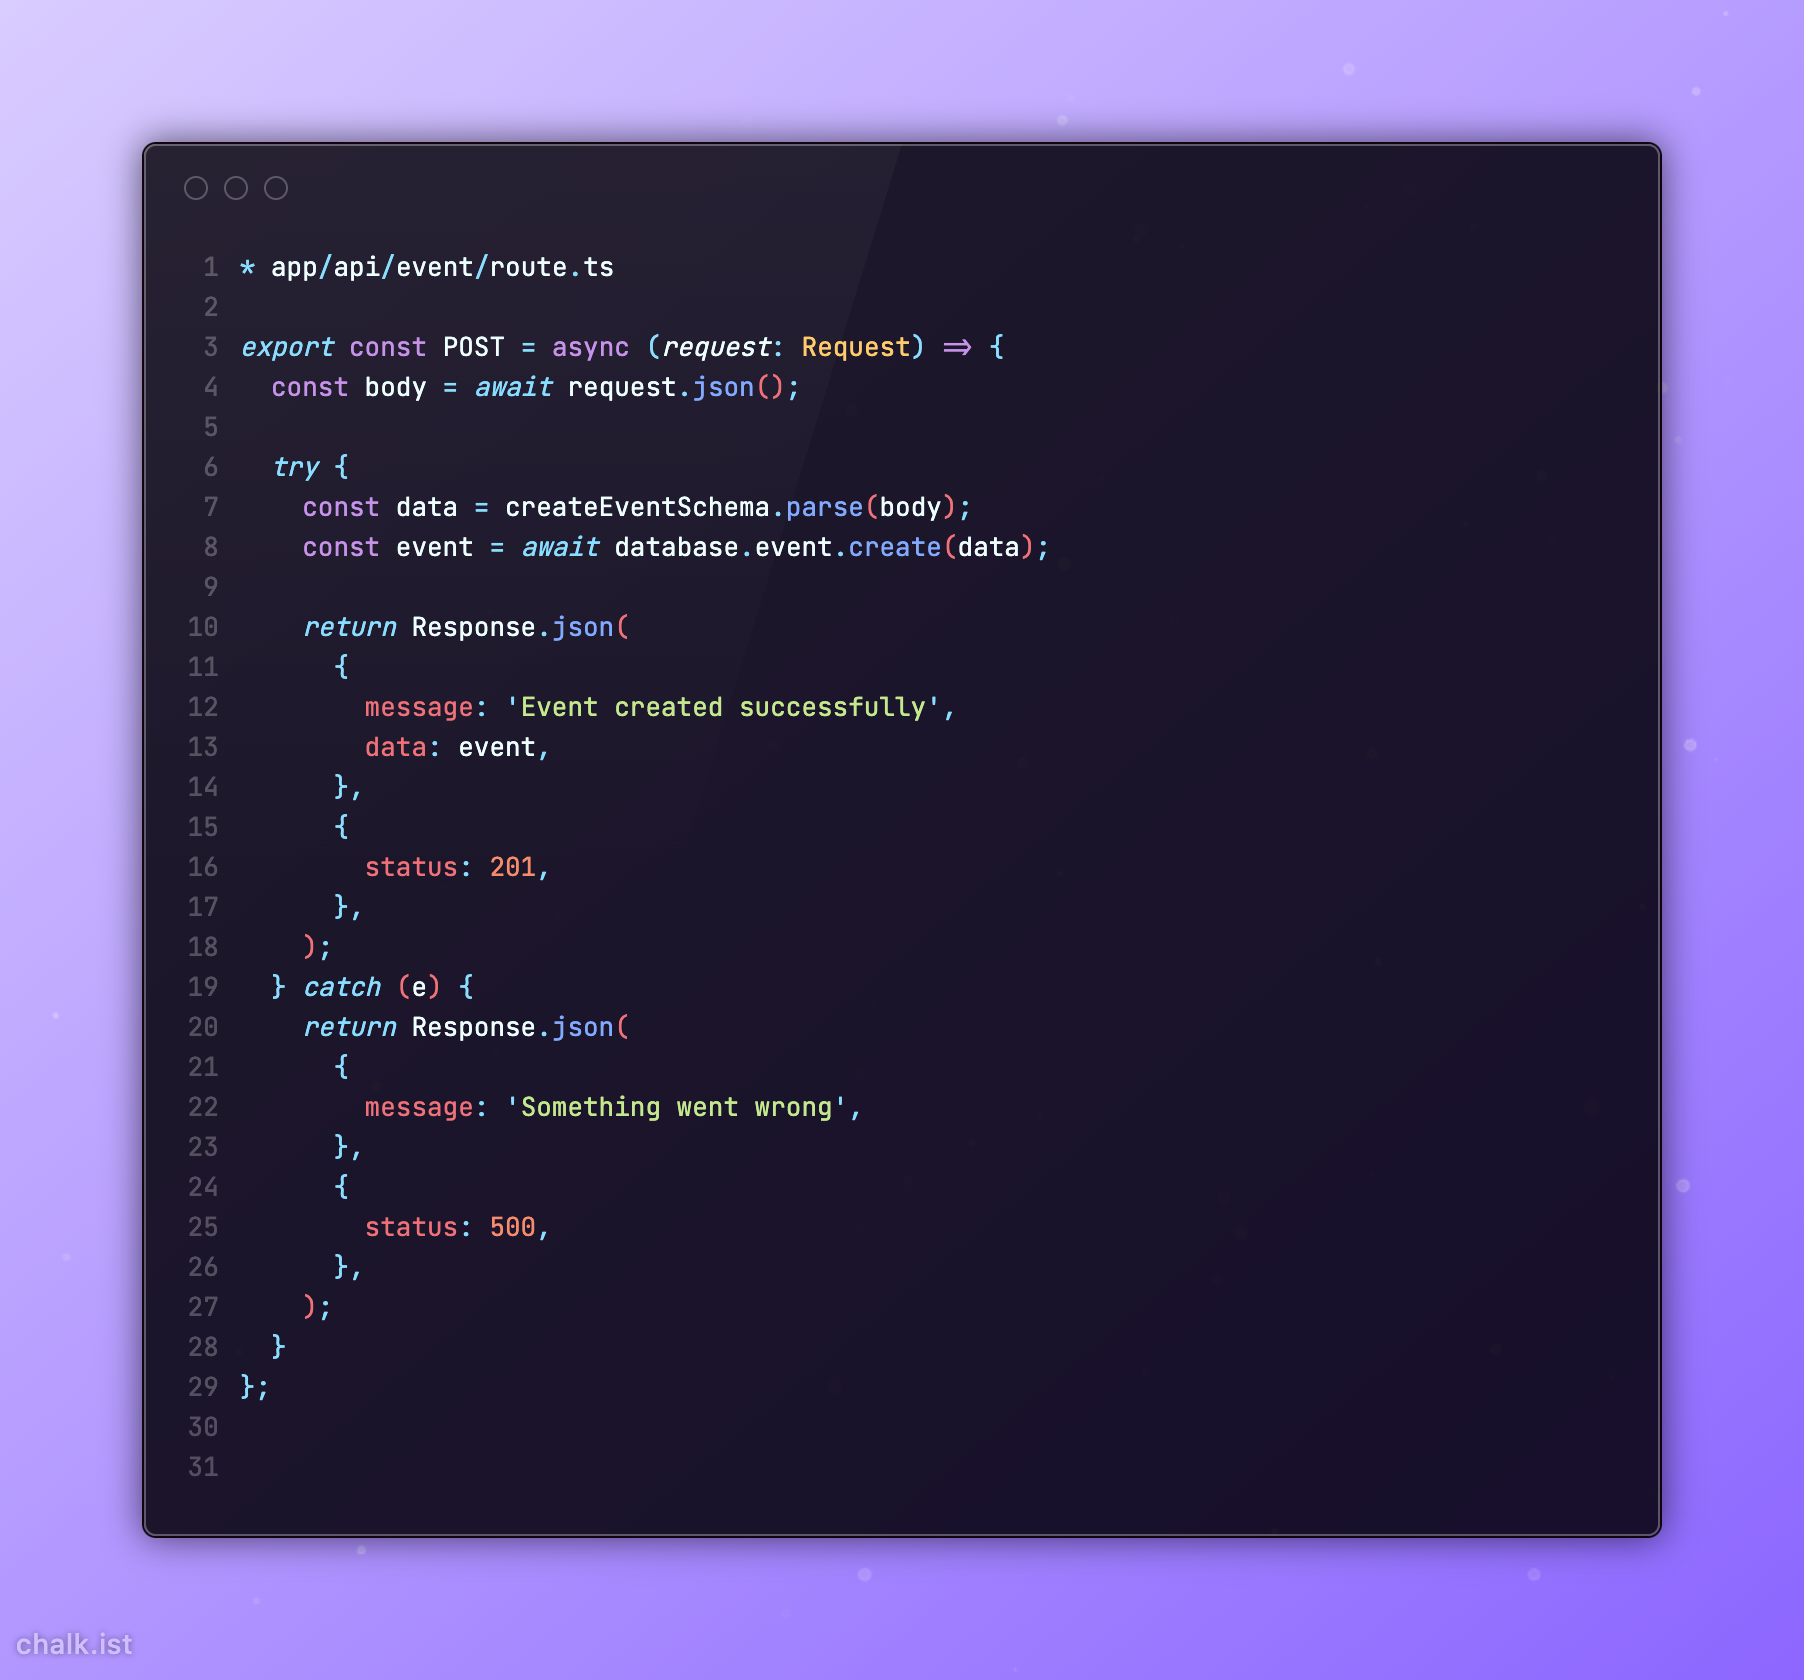 1 * app/api/event/route.ts
2
3 export const POST = async (request: Request) => {
4   const body = await request.json();
5
6   try {
7     const data = createEventSchema.parse(body);
8     const event = await database.event.create(data);
9
10     return Response.json(
11       {
12         message: 'Event created successfully',
13         data: event,
14       },
15       {
16         status: 201,
17       },
18     );
19   } catch (e) {
20     return Response.json(
21       {
22         message: 'Something went wrong',
23       },
24       {
25         status: 500,
26       },
27     );
28   }
29 };
30
31
chalk.ist